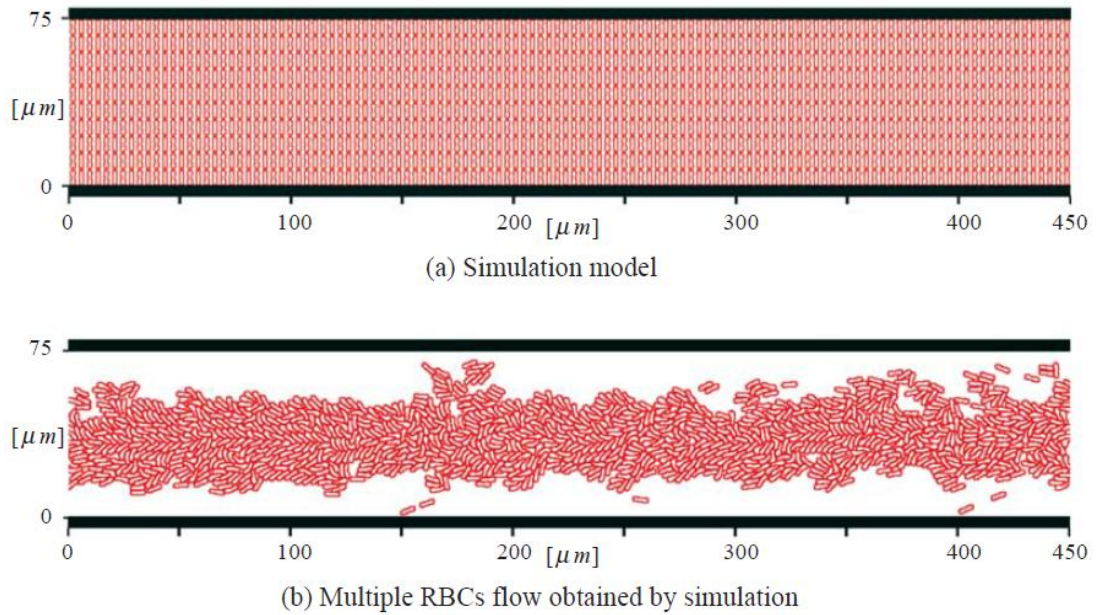 75
[μm]
0
0 100 200 [μm] 300 400 450
(a) Simulation model
75
[μm]
0
0 100 200 [μm] 300 400 450
(b) Multiple RBCs flow obtained by simulation